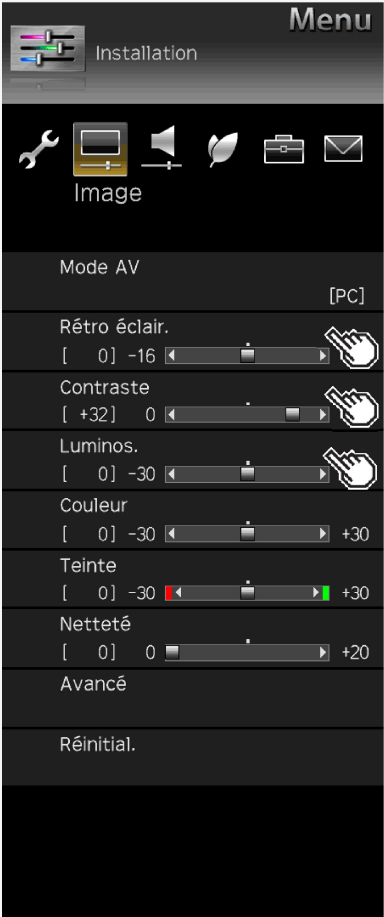 Menu
Installation
Image
Mode AV
[PC]
Rétro éclair.
[ 0] -16
Contraste
[ +32] 0
Luminos.
[ 0] -30
Couleur
[ 0] -30 +30
Teinte
[ 0] -30 +30
Netteté
[ 0] 0 +20
Avancé
Réinitial.